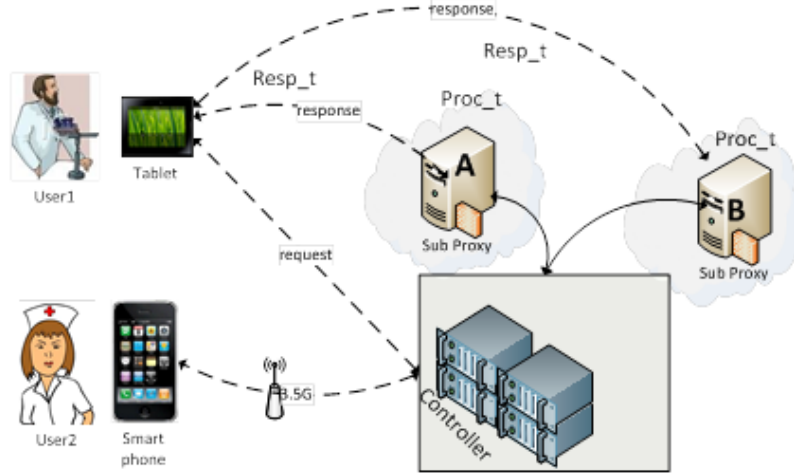 response,
Resp_t
Resp_t
response
Proc_t
A
Sub Proxy
Proc_t
B
Sub Proxy
User1
Tablet
request
3.5G
User2
Smart
phone
Controller